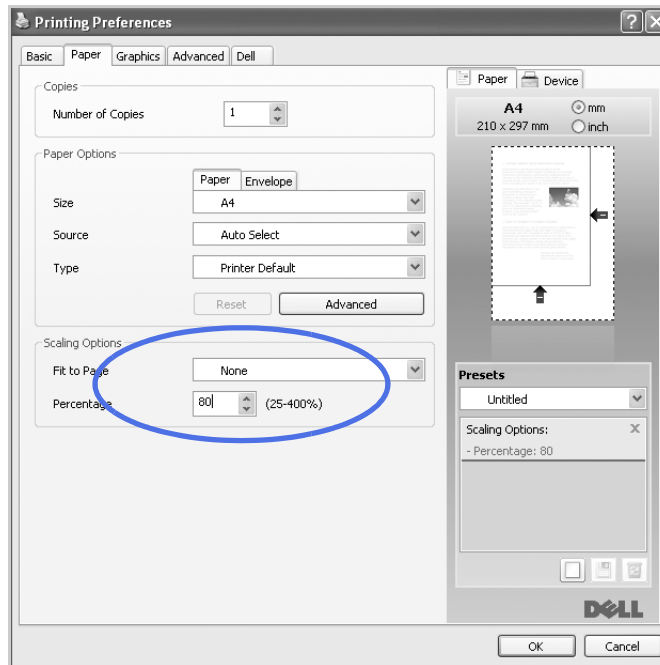 Printing Preferences
Basic Paper Graphics Advanced Dell
Copies
Number of Copies 1
Paper Options
Paper Envelope
Size A4
Source Auto Select
Type Printer Default
Reset Advanced
Scaling Options
Fit to Page None
Percentage 80 (25-400%)
Paper Device
A4 mm
210 x 297 mm inch
Presets
Untitled
Scaling Options: X
- Percentage: 80
DELL
OK Cancel